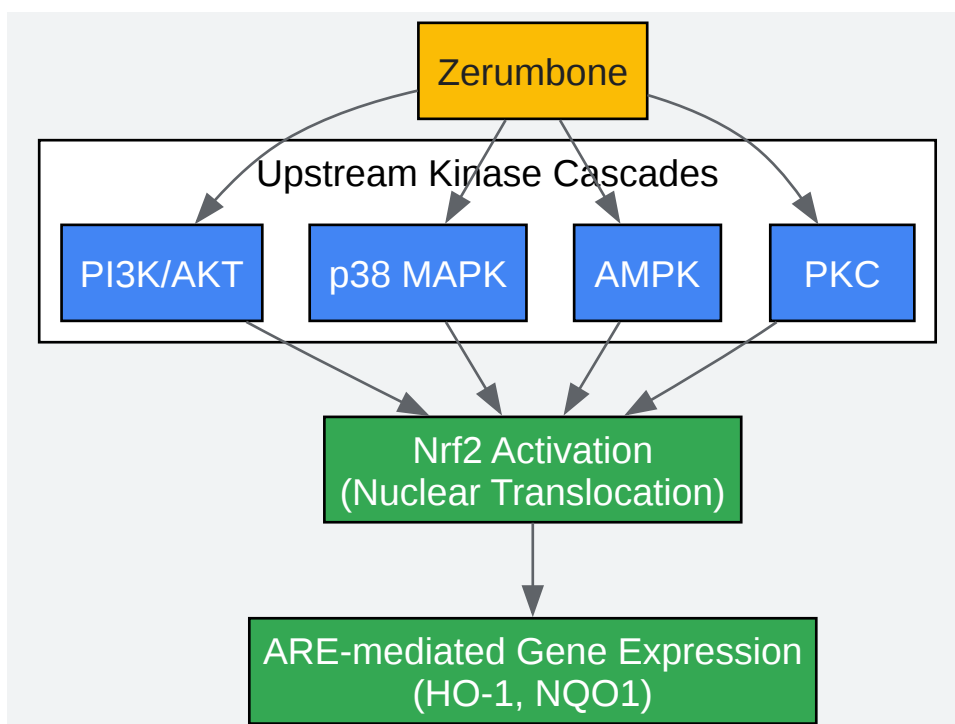 Zerumbone
Upstream Kinase Cascades
PI3K/AKT
p38 MAPK
AMPK
PKC
Nrf2 Activation
(Nuclear Translocation)
ARE-mediated Gene Expression
(HO-1, NQO1)